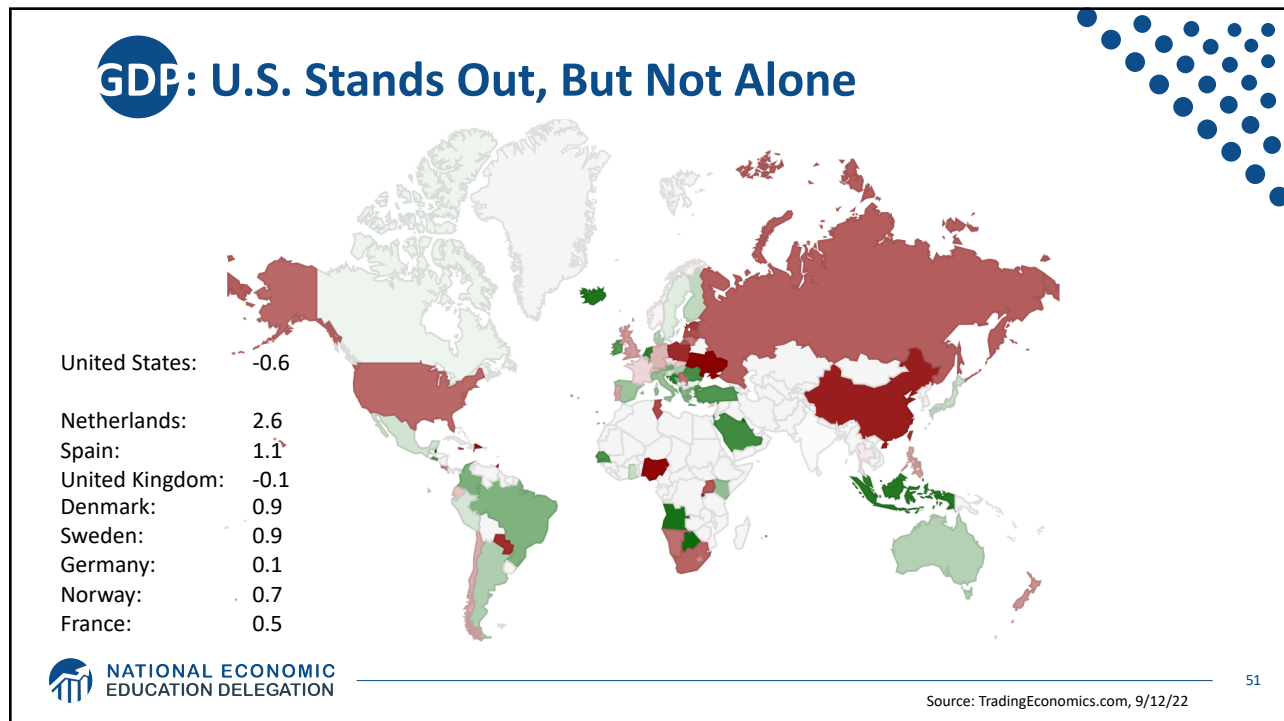 GDP: U.S. Stands Out, But Not Alone
United States: -0.6
Netherlands: 2.6
Spain: 1.1
United Kingdom: -0.1
Denmark: 0.9
Sweden: 0.9
Germany: 0.1
Norway: 0.7
France: 0.5
NATIONAL ECONOMIC
EDUCATION DELEGATION
51
Source: TradingEconomics.com, 9/12/22